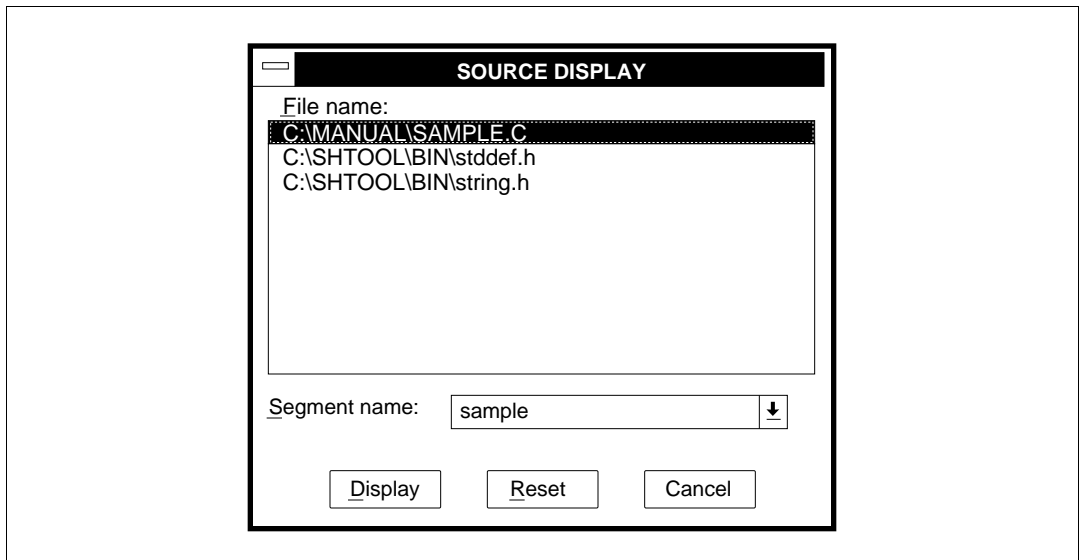 SOURCE DISPLAY
File name:
C:\MANUAL\SAMPLE.C
C:\SHTOOL\BIN\stddef.h
C:\SHTOOL\BIN\string.h
Segment name:
sample
Display
Reset
Cancel